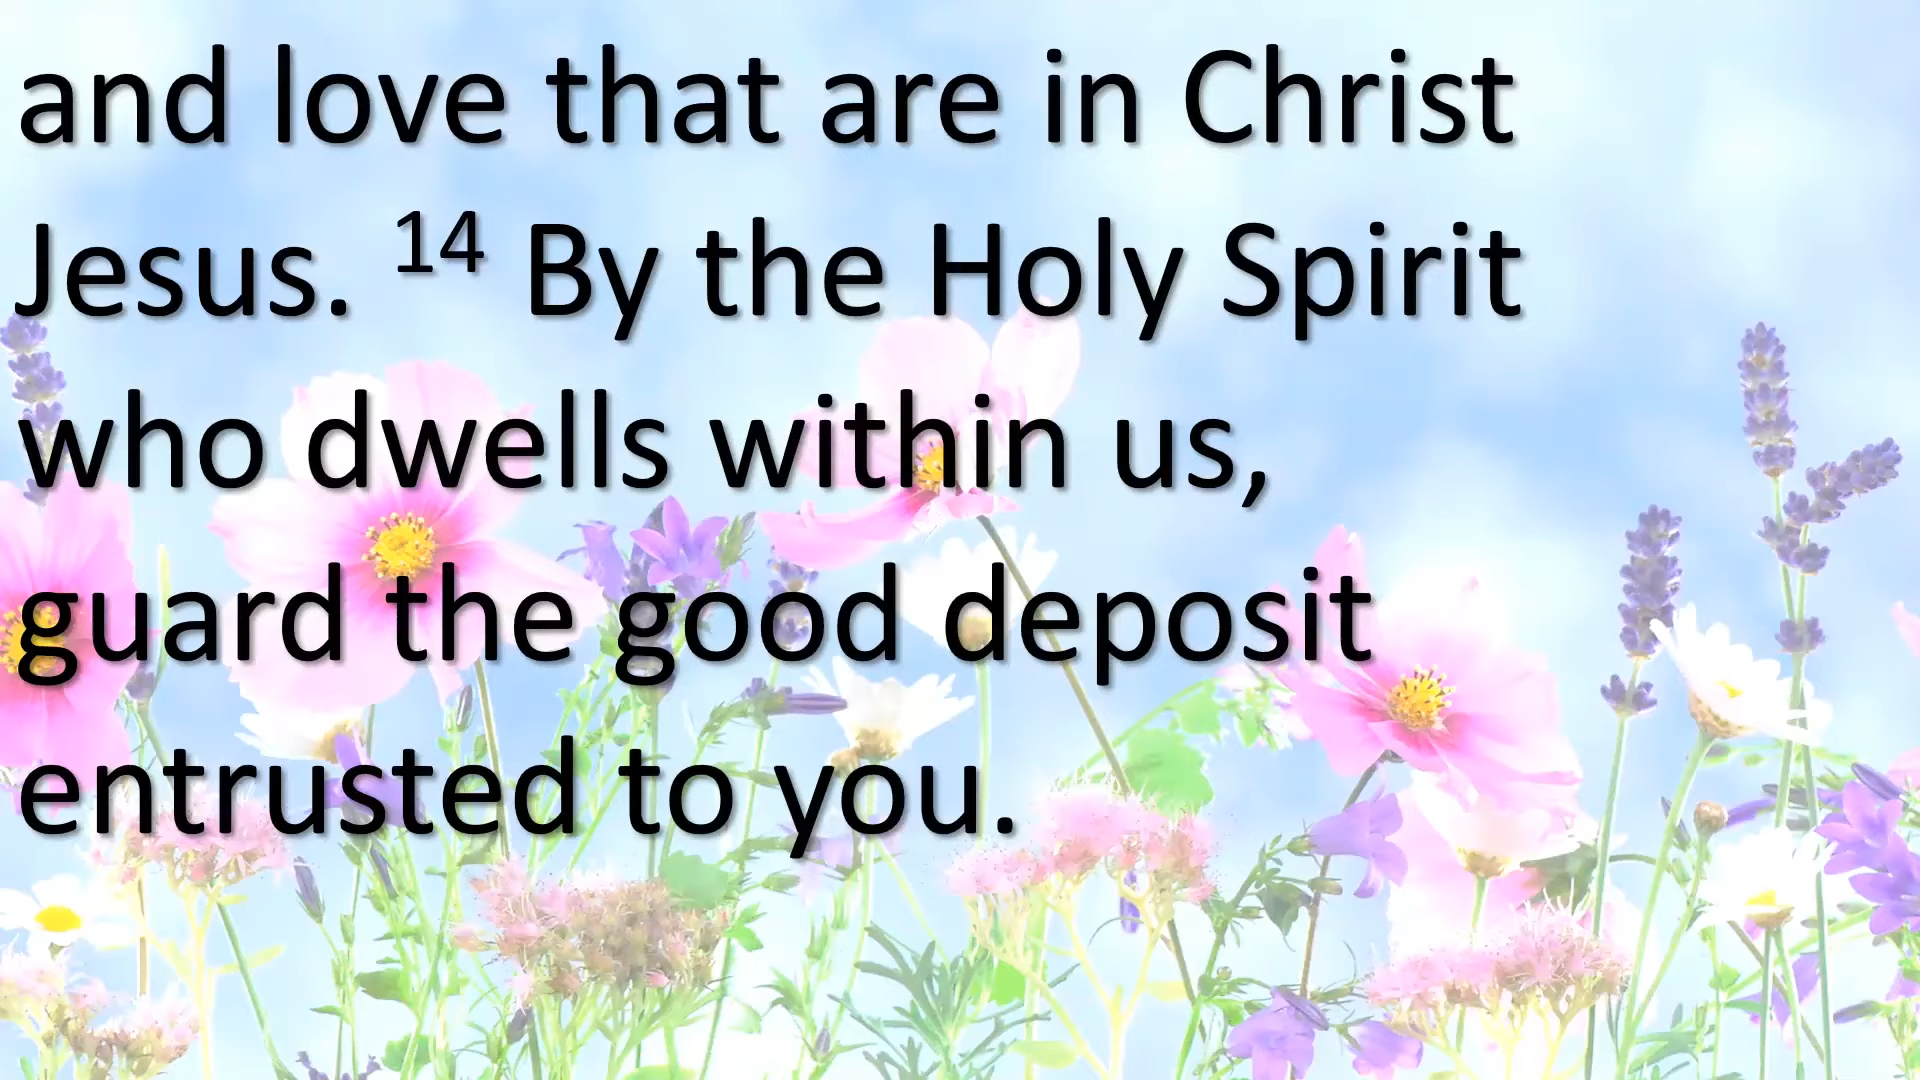 and love that are in Christ
Jesus. 14 By the Holy Spirit
who dwells within us,
guard the good deposit
entrusted to you.